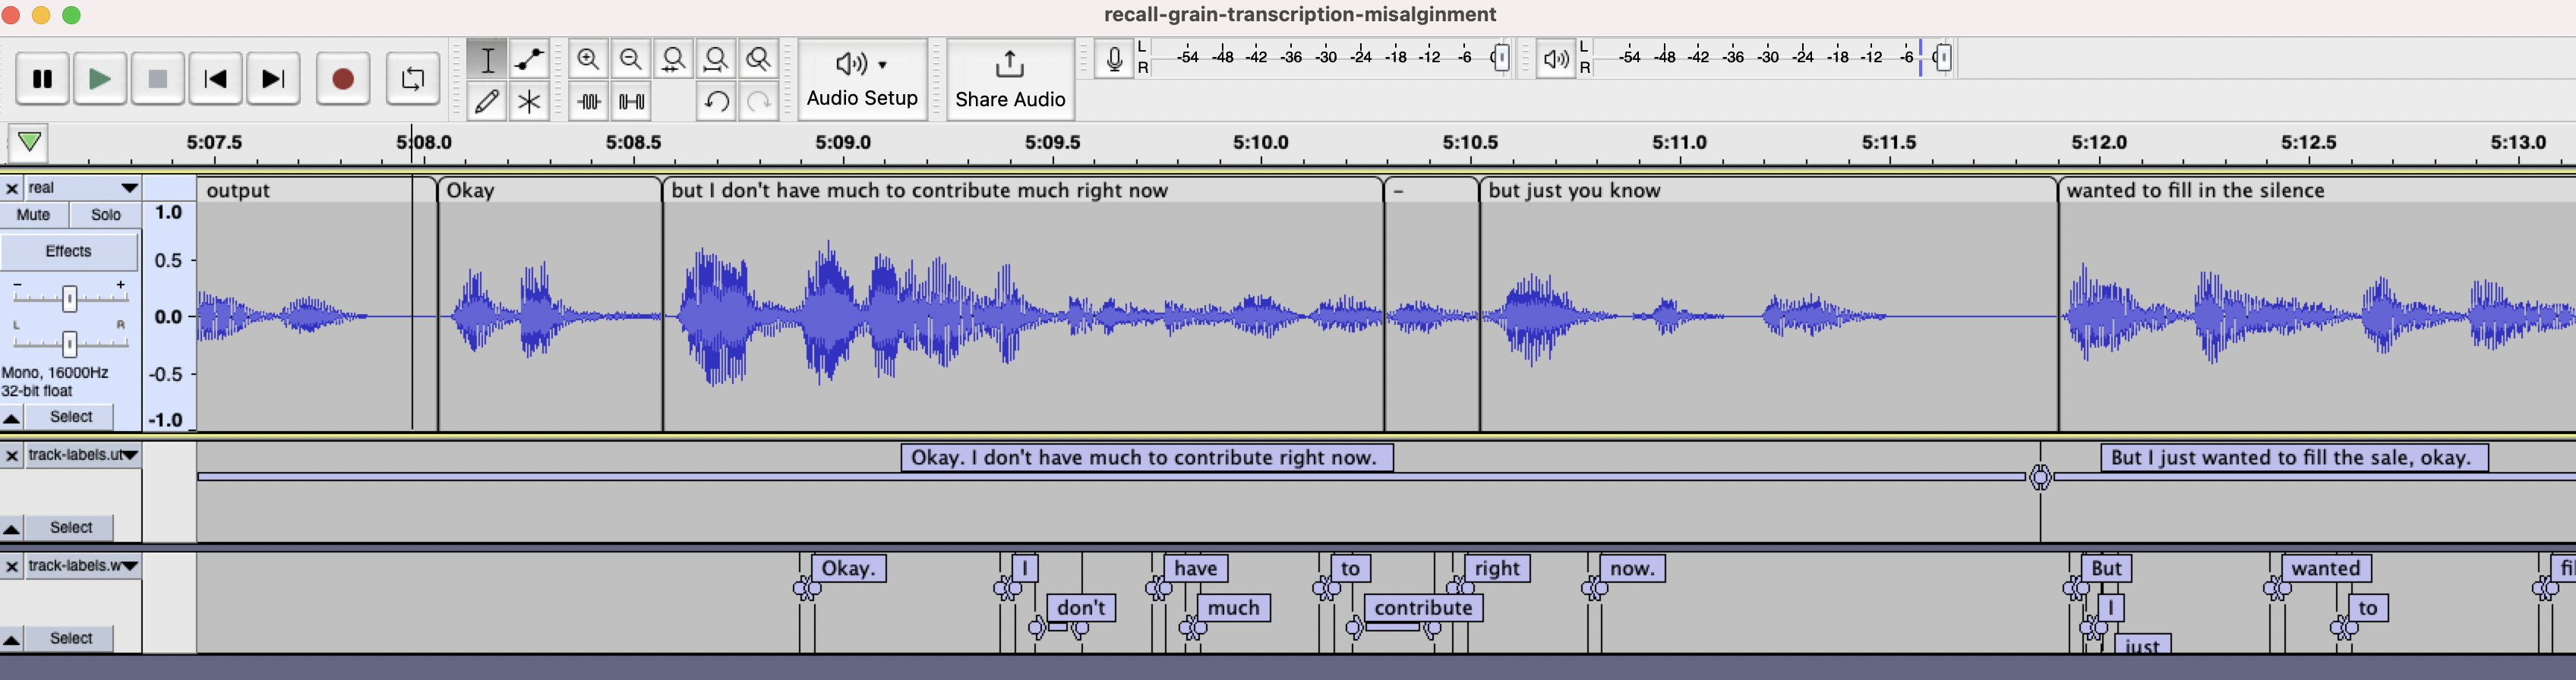 recall-grain-transcription-misalginment
L
R
-54 -48 -42 -36 -30 -24 -18 -12 -6
L
R
-54 -48 -42 -36 -30 -24 -18 -12 -6
Audio Setup
Share Audio
5:07.5 5:08.0 5:08.5 5:09.0 5:09.5 5:10.0 5:10.5 5:11.0 5:11.5 5:12.0 5:12.5 5:13.0
real
output
Okay
but I don't have much to contribute much right now
-
but just you know
wanted to fill in the silence
Mute Solo
Effects
- +
L R
Mono, 16000Hz
32-bit float
Select
1.0
0.5
0.0
-0.5
-1.0
track-labels.ut
Okay. I don't have much to contribute right now.
But I just wanted to fill the sale, okay.
Select
track-labels.w
Okay. I have to right now. But wanted fil
don't much contribute I to
just
Select